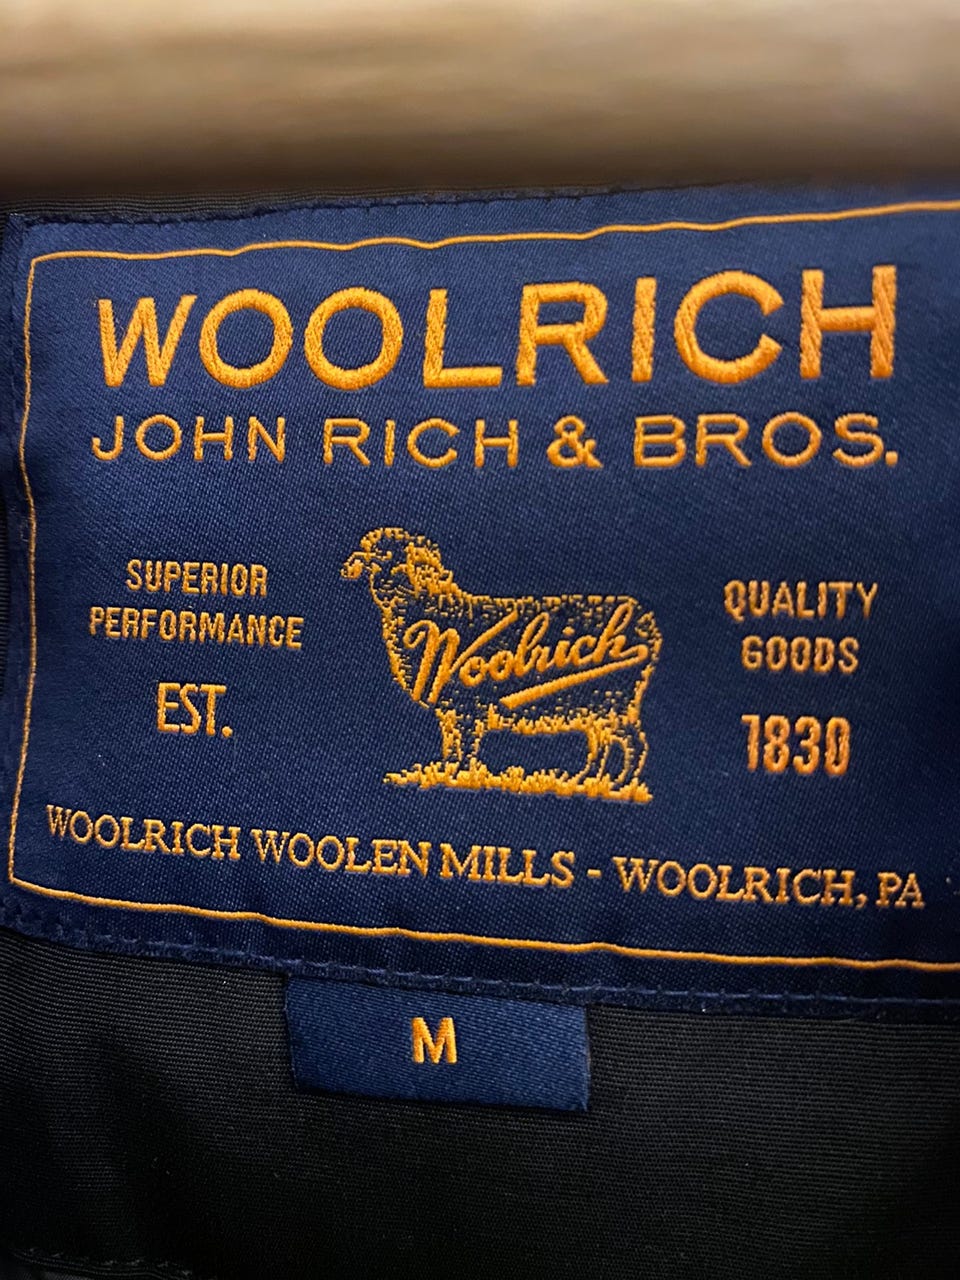 WOOLRICH
JOHN RICH & BROS.
SUPERIOR
PERFORMANCE
EST.
Woolrich
QUALITY
GOODS
1830
WOOLRICH WOOLEN MILLS - WOOLRICH, PA
M